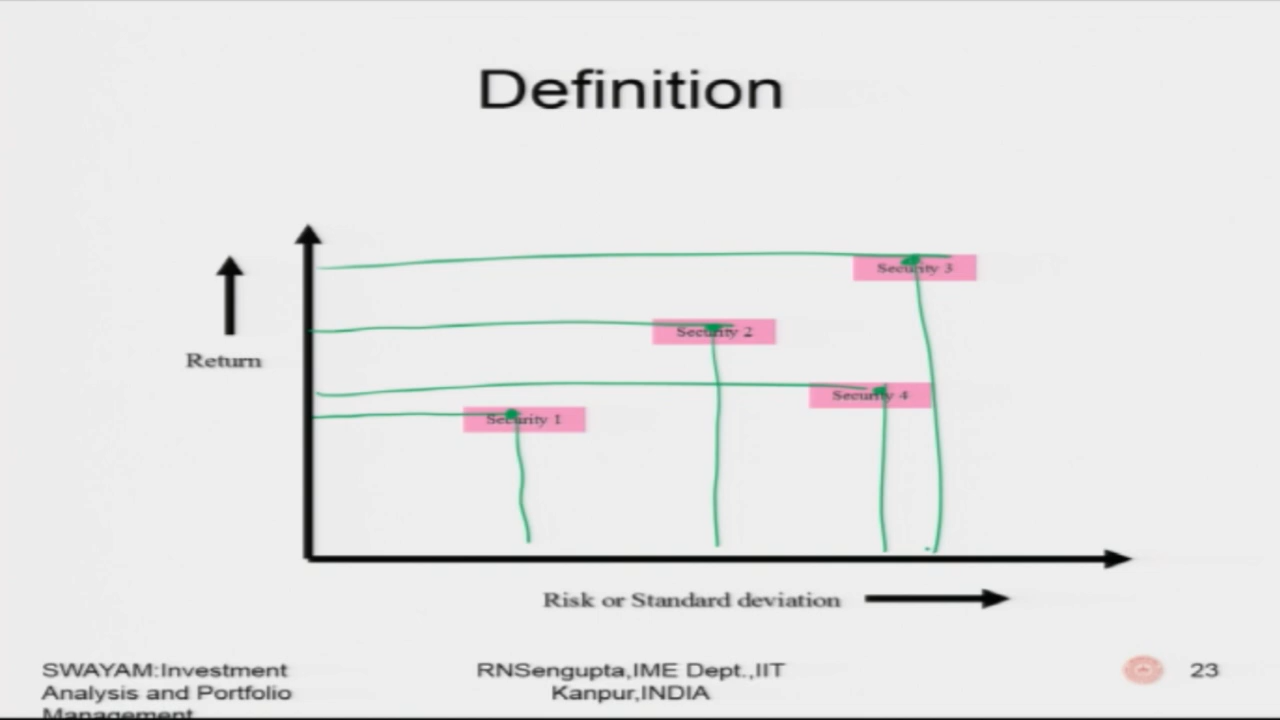 Definition
Security 3
Security 2
Return
Security 4
Security 1
Risk or Standard deviation
SWAYAM:Investment
Analysis and Portfolio
Management
RNSengupta,IME Dept.,IIT
Kanpur,INDIA
23